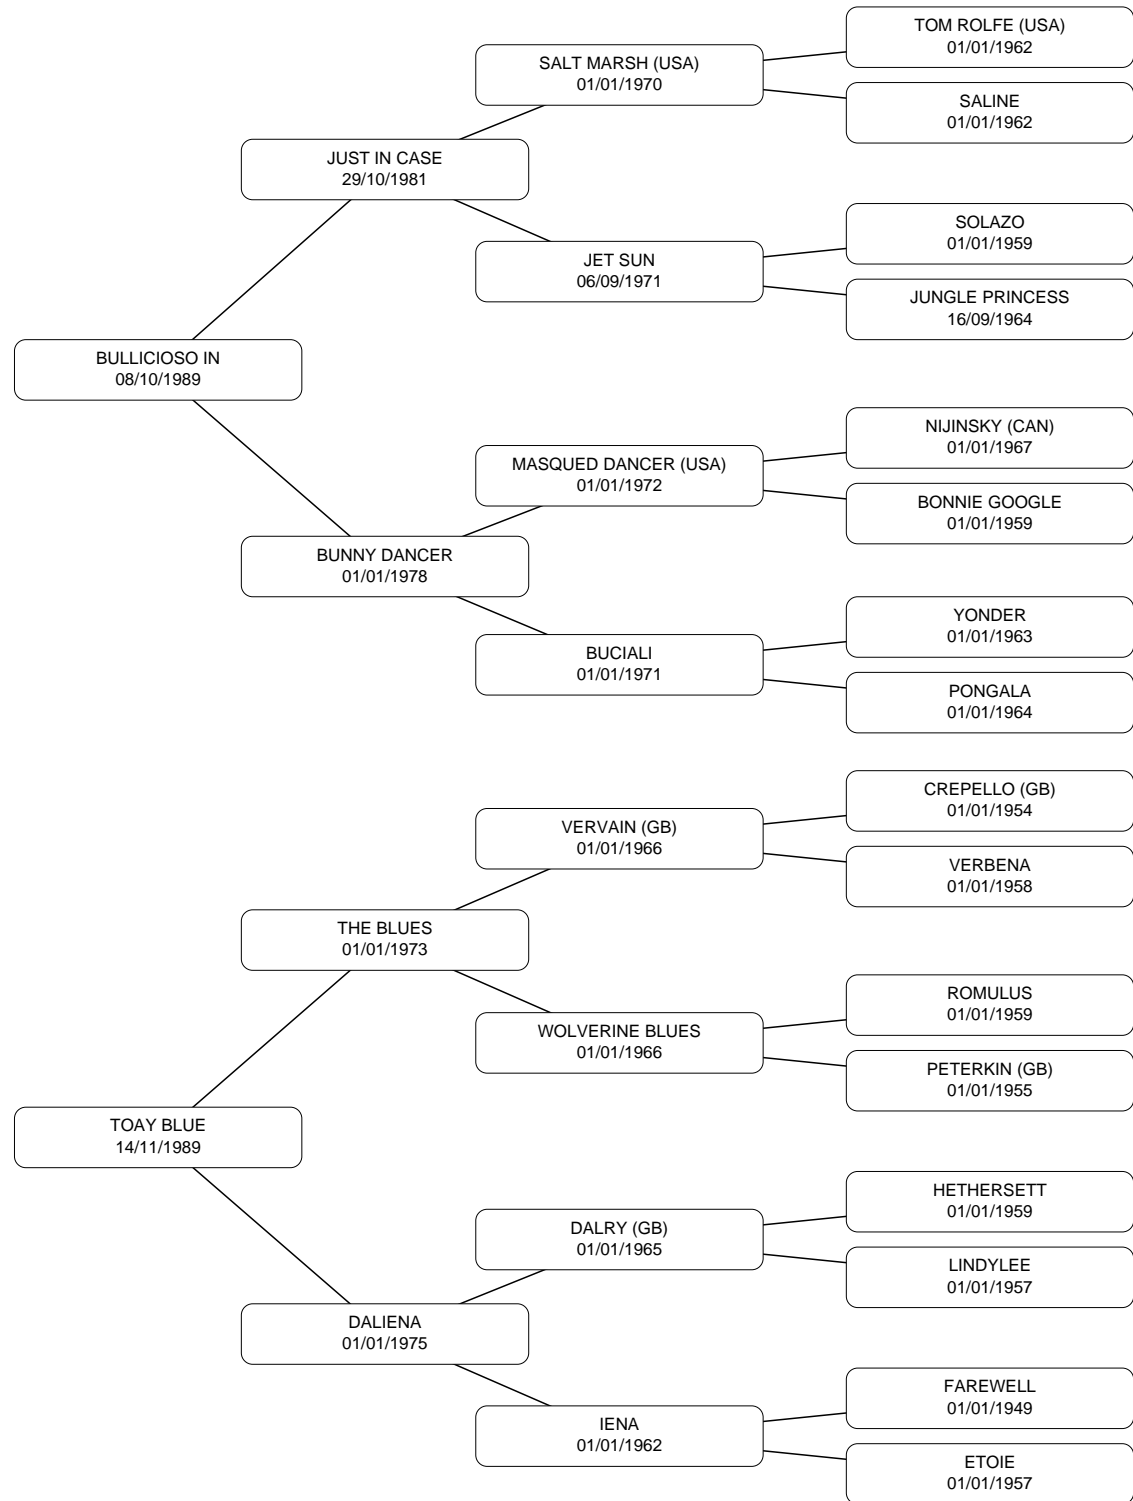 TOM ROLFE (USA)
01/01/1962
SALT MARSH (USA)
01/01/1970
SALINE
01/01/1962
JUST IN CASE
29/10/1981
SOLAZO
01/01/1959
JET SUN
06/09/1971
JUNGLE PRINCESS
16/09/1964
BULLICIOSO IN
08/10/1989
NIJINSKY (CAN)
01/01/1967
MASQUED DANCER (USA)
01/01/1972
BONNIE GOOGLE
01/01/1959
BUNNY DANCER
01/01/1978
YONDER
01/01/1963
BUCIALI
01/01/1971
PONGALA
01/01/1964
CREPELLO (GB)
01/01/1954
VERVAIN (GB)
01/01/1966
VERBENA
01/01/1958
THE BLUES
01/01/1973
ROMULUS
01/01/1959
WOLVERINE BLUES
01/01/1966
PETERKIN (GB)
01/01/1955
TOAY BLUE
14/11/1989
HETHERSETT
01/01/1959
DALRY (GB)
01/01/1965
LINDYLEE
01/01/1957
DALIENA
01/01/1975
FAREWELL
01/01/1949
IENA
01/01/1962
ETOIE
01/01/1957